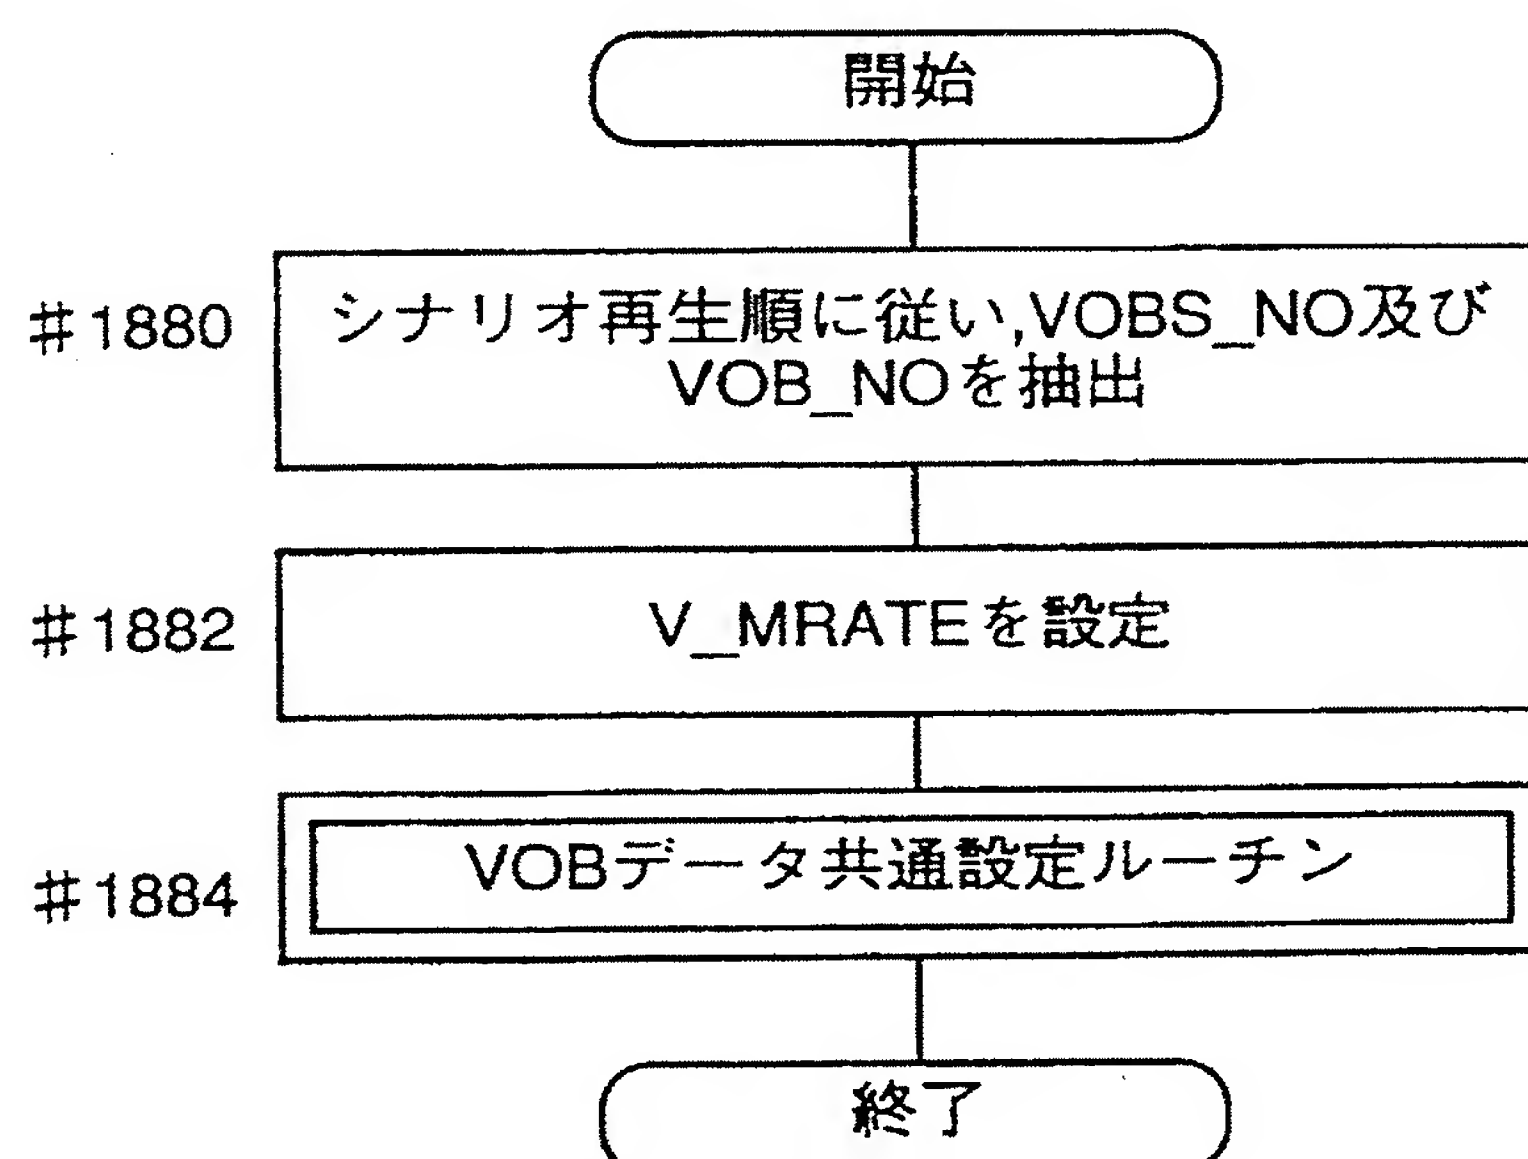 開始
#1880
シナリオ再生順に従い,VOBS_NO及び
VOB_NOを抽出
#1882
V_MRATEを設定
#1884
VOBデータ共通設定ルーチン
終了